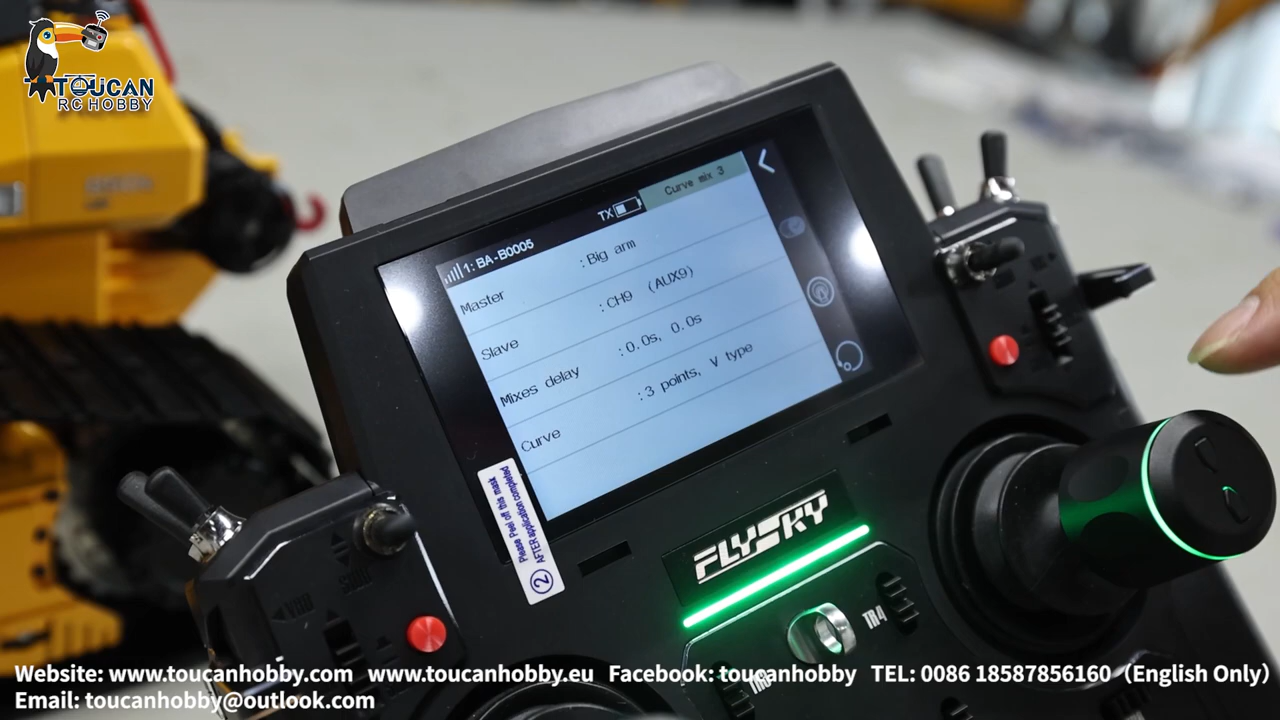 TOUCAN
RC HOBBY
1: BA-B0005
TX
Curve mix 3
Master :Big arm
Slave :CH9 (AUX9)
Mixes delay :0.0s, 0.0s
Curve :3 points, V type
② Please Peel off this mask
AFTER application completed
FLYSKY
TR4
Website: www.toucanhobby.com www.toucanhobby.eu Facebook: toucanhobby TEL: 0086 18587856160 (English Only)
Email: toucanhobby@outlook.com